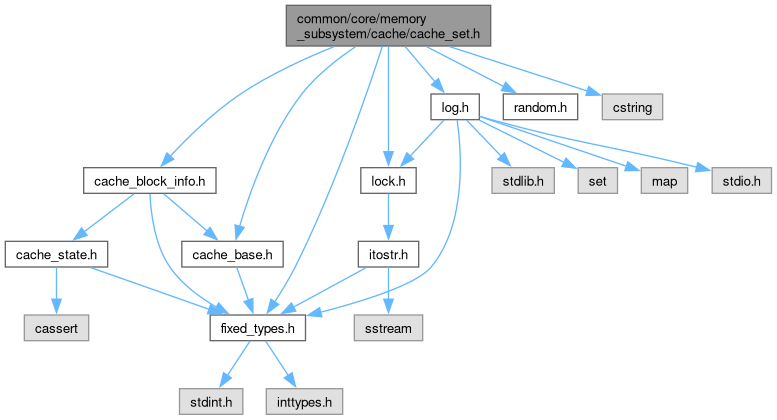 common/core/memory
_subsystem/cache/cache_set.h
log.h
random.h
cstring
cache_block_info.h
lock.h
stdlib.h
set
map
stdio.h
cache_state.h
cache_base.h
itostr.h
cassert
fixed_types.h
sstream
stdint.h
inttypes.h